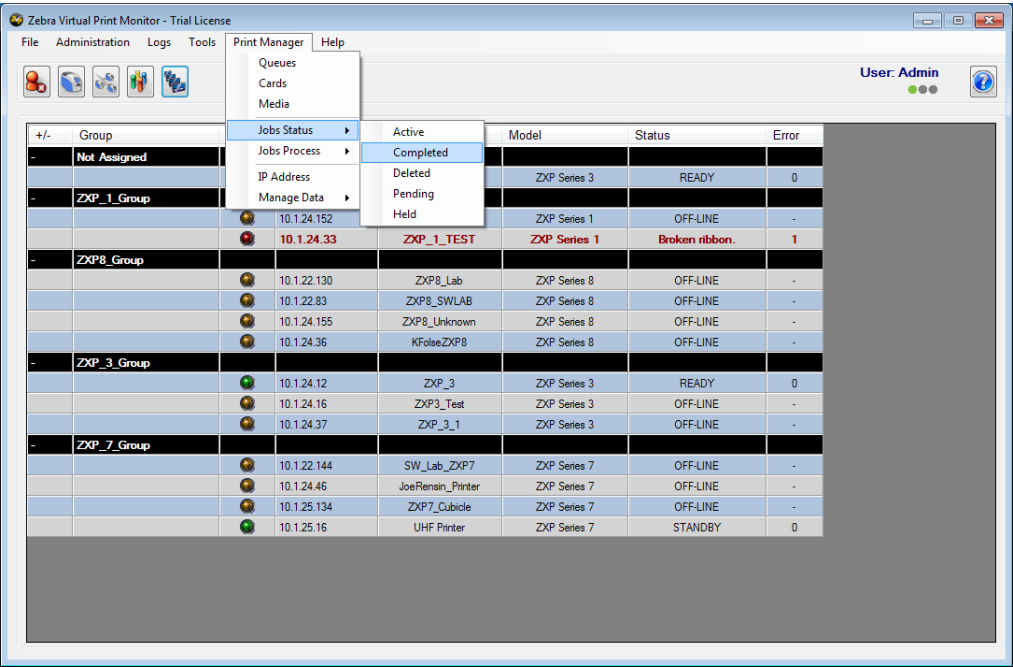 Zebra Virtual Print Monitor - Trial License
File Administration Logs Tools Print Manager Help
User: Admin
Queues
Cards
Media
Jobs Status
Jobs Process
IP Address
Manage Data
Active
Completed
Deleted
Pending
Held
+/- Group Model Status Error
- Not Assigned
ZXP Series 3 READY 0
- ZXP_1_Group
10.1.24.152 ZXP Series 1 OFF-LINE -
10.1.24.33 ZXP_1_TEST ZXP Series 1 Broken ribbon. 1
- ZXP8_Group
10.1.22.130 ZXP8_Lab ZXP Series 8 OFF-LINE -
10.1.22.83 ZXP8_SWLAB ZXP Series 8 OFF-LINE -
10.1.24.155 ZXP8_Unknown ZXP Series 8 OFF-LINE -
10.1.24.36 KFolseZXP8 ZXP Series 8 OFF-LINE -
- ZXP_3_Group
10.1.24.12 ZXP_3 ZXP Series 3 READY 0
10.1.24.16 ZXP3_Test ZXP Series 3 OFF-LINE -
10.1.24.37 ZXP_3_1 ZXP Series 3 OFF-LINE -
- ZXP_7_Group
10.1.22.144 SW_Lab_ZXP7 ZXP Series 7 OFF-LINE -
10.1.24.46 JoeRensin_Printer ZXP Series 7 OFF-LINE -
10.1.25.134 ZXP7_Cubicle ZXP Series 7 OFF-LINE -
10.1.25.16 UHF Printer ZXP Series 7 STANDBY 0